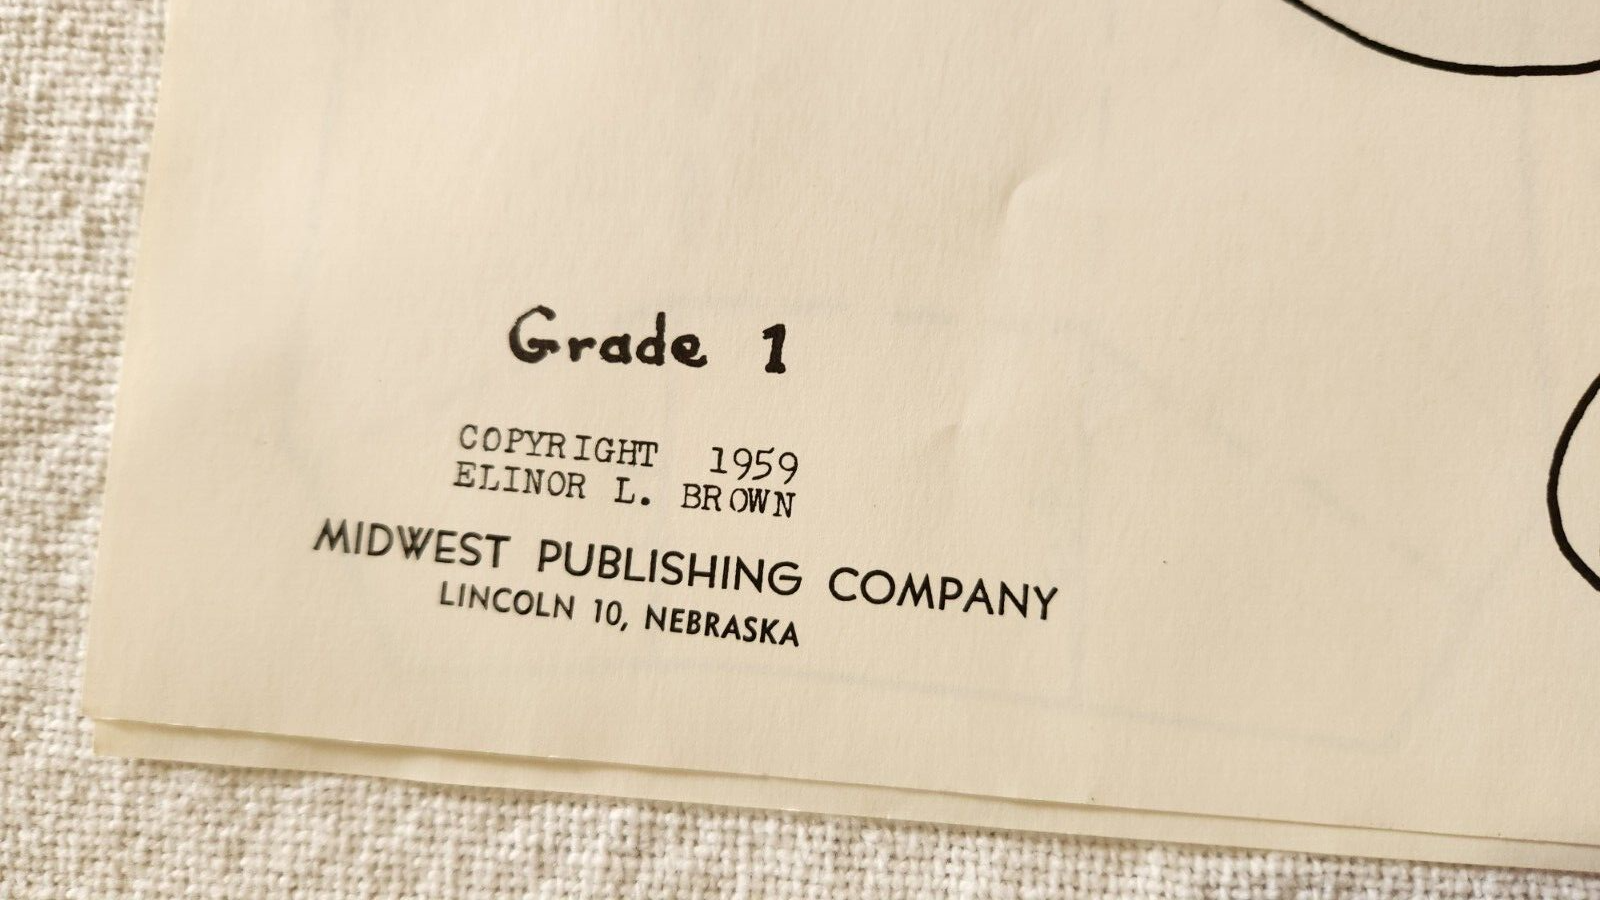 Grade 1
COPYRIGHT 1959
ELINOR L. BROWN
MIDWEST PUBLISHING COMPANY
LINCOLN 10, NEBRASKA